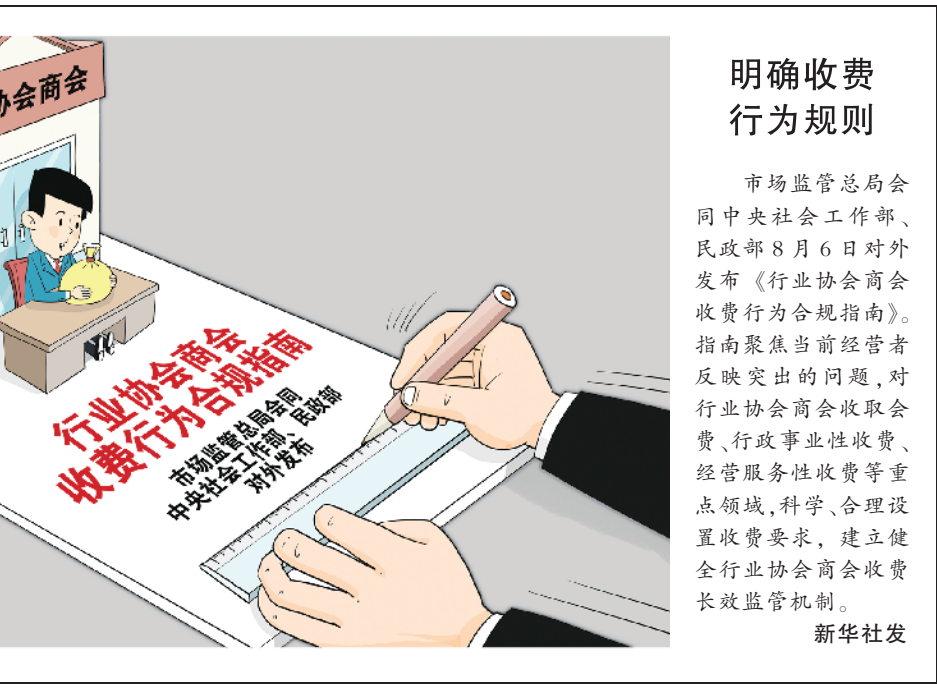 协会商会
行业协会商会
收费行为合规指南
市场监管总局会同
中央社会工作部、民政部
对外发布
明确收费
行为规则
市场监管总局会
同中央社会工作部、
民政部8月6日对外
发布《行业协会商会
收费行为合规指南》。
指南聚焦当前经营者
反映突出的问题,对
行业协会商会收取会
费、行政事业性收费、
经营服务性收费等重
点领域,科学、合理设
置收费要求，建立健
全行业协会商会收费
长效监管机制。
新华社发